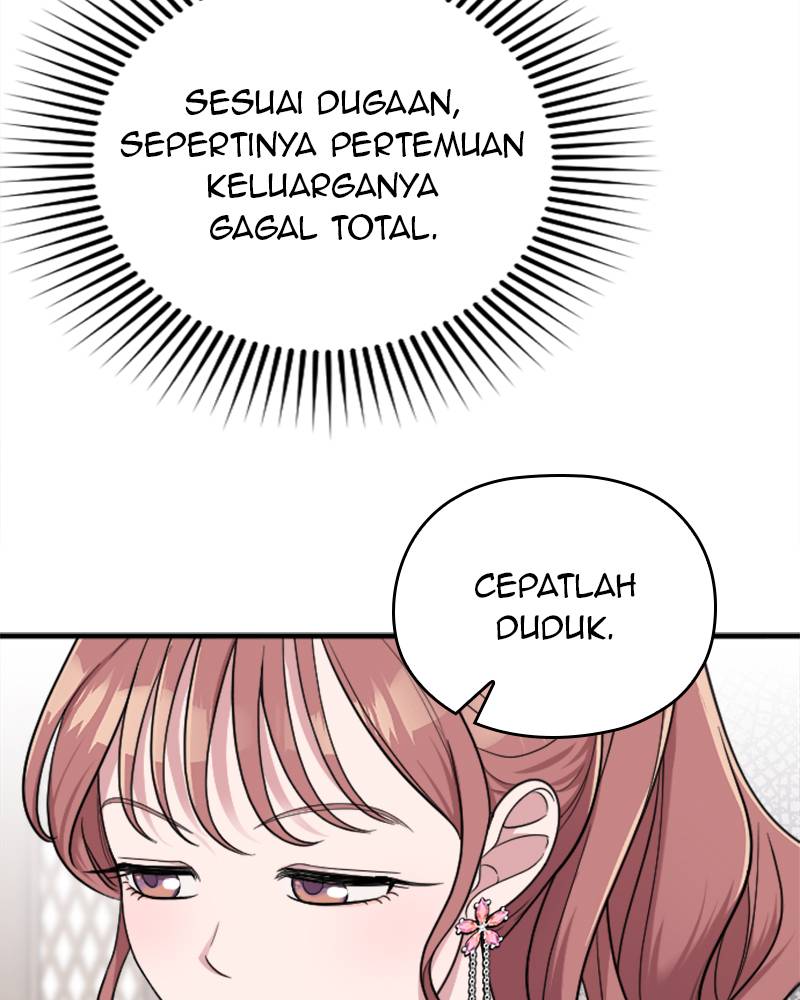 SESUAI DUGAAN,
SEPERTINYA PERTEMUAN
KELUARGANYA
GAGAL TOTAL.
CEPATLAH
DUDUK.